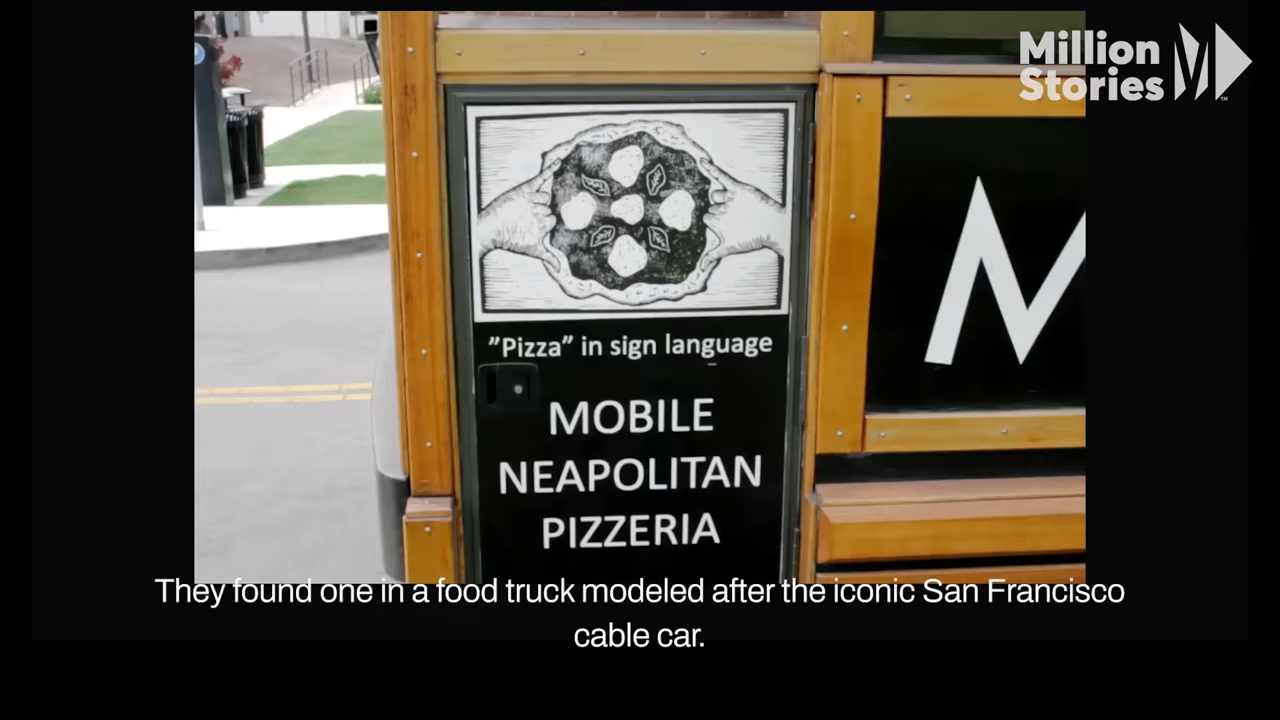 Million
Stories
TM
"Pizza" in sign language
MOBILE
NEAPOLITAN
PIZZERIA
M
They found one in a food truck modeled after the iconic San Francisco
cable car.